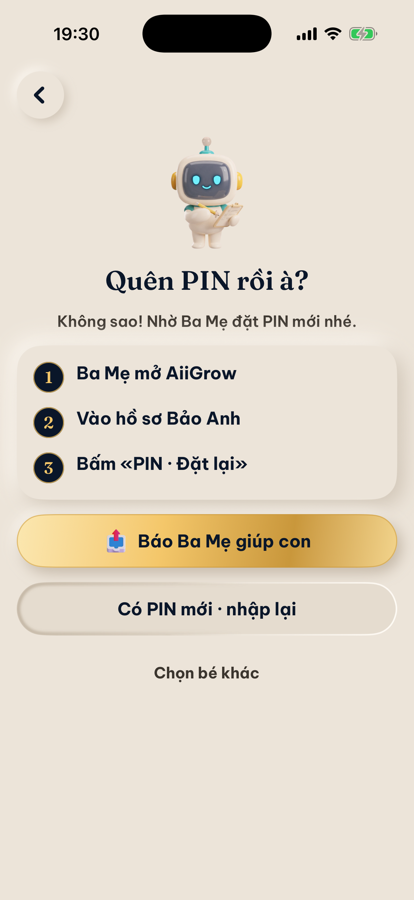 19:30
Quên PIN rồi à?
Không sao! Nhờ Ba Mẹ đặt PIN mới nhé.
1 Ba Mẹ mở AiiGrow
2 Vào hồ sơ Bảo Anh
3 Bấm «PIN · Đặt lại»
Báo Ba Mẹ giúp con
Có PIN mới · nhập lại
Chọn bé khác